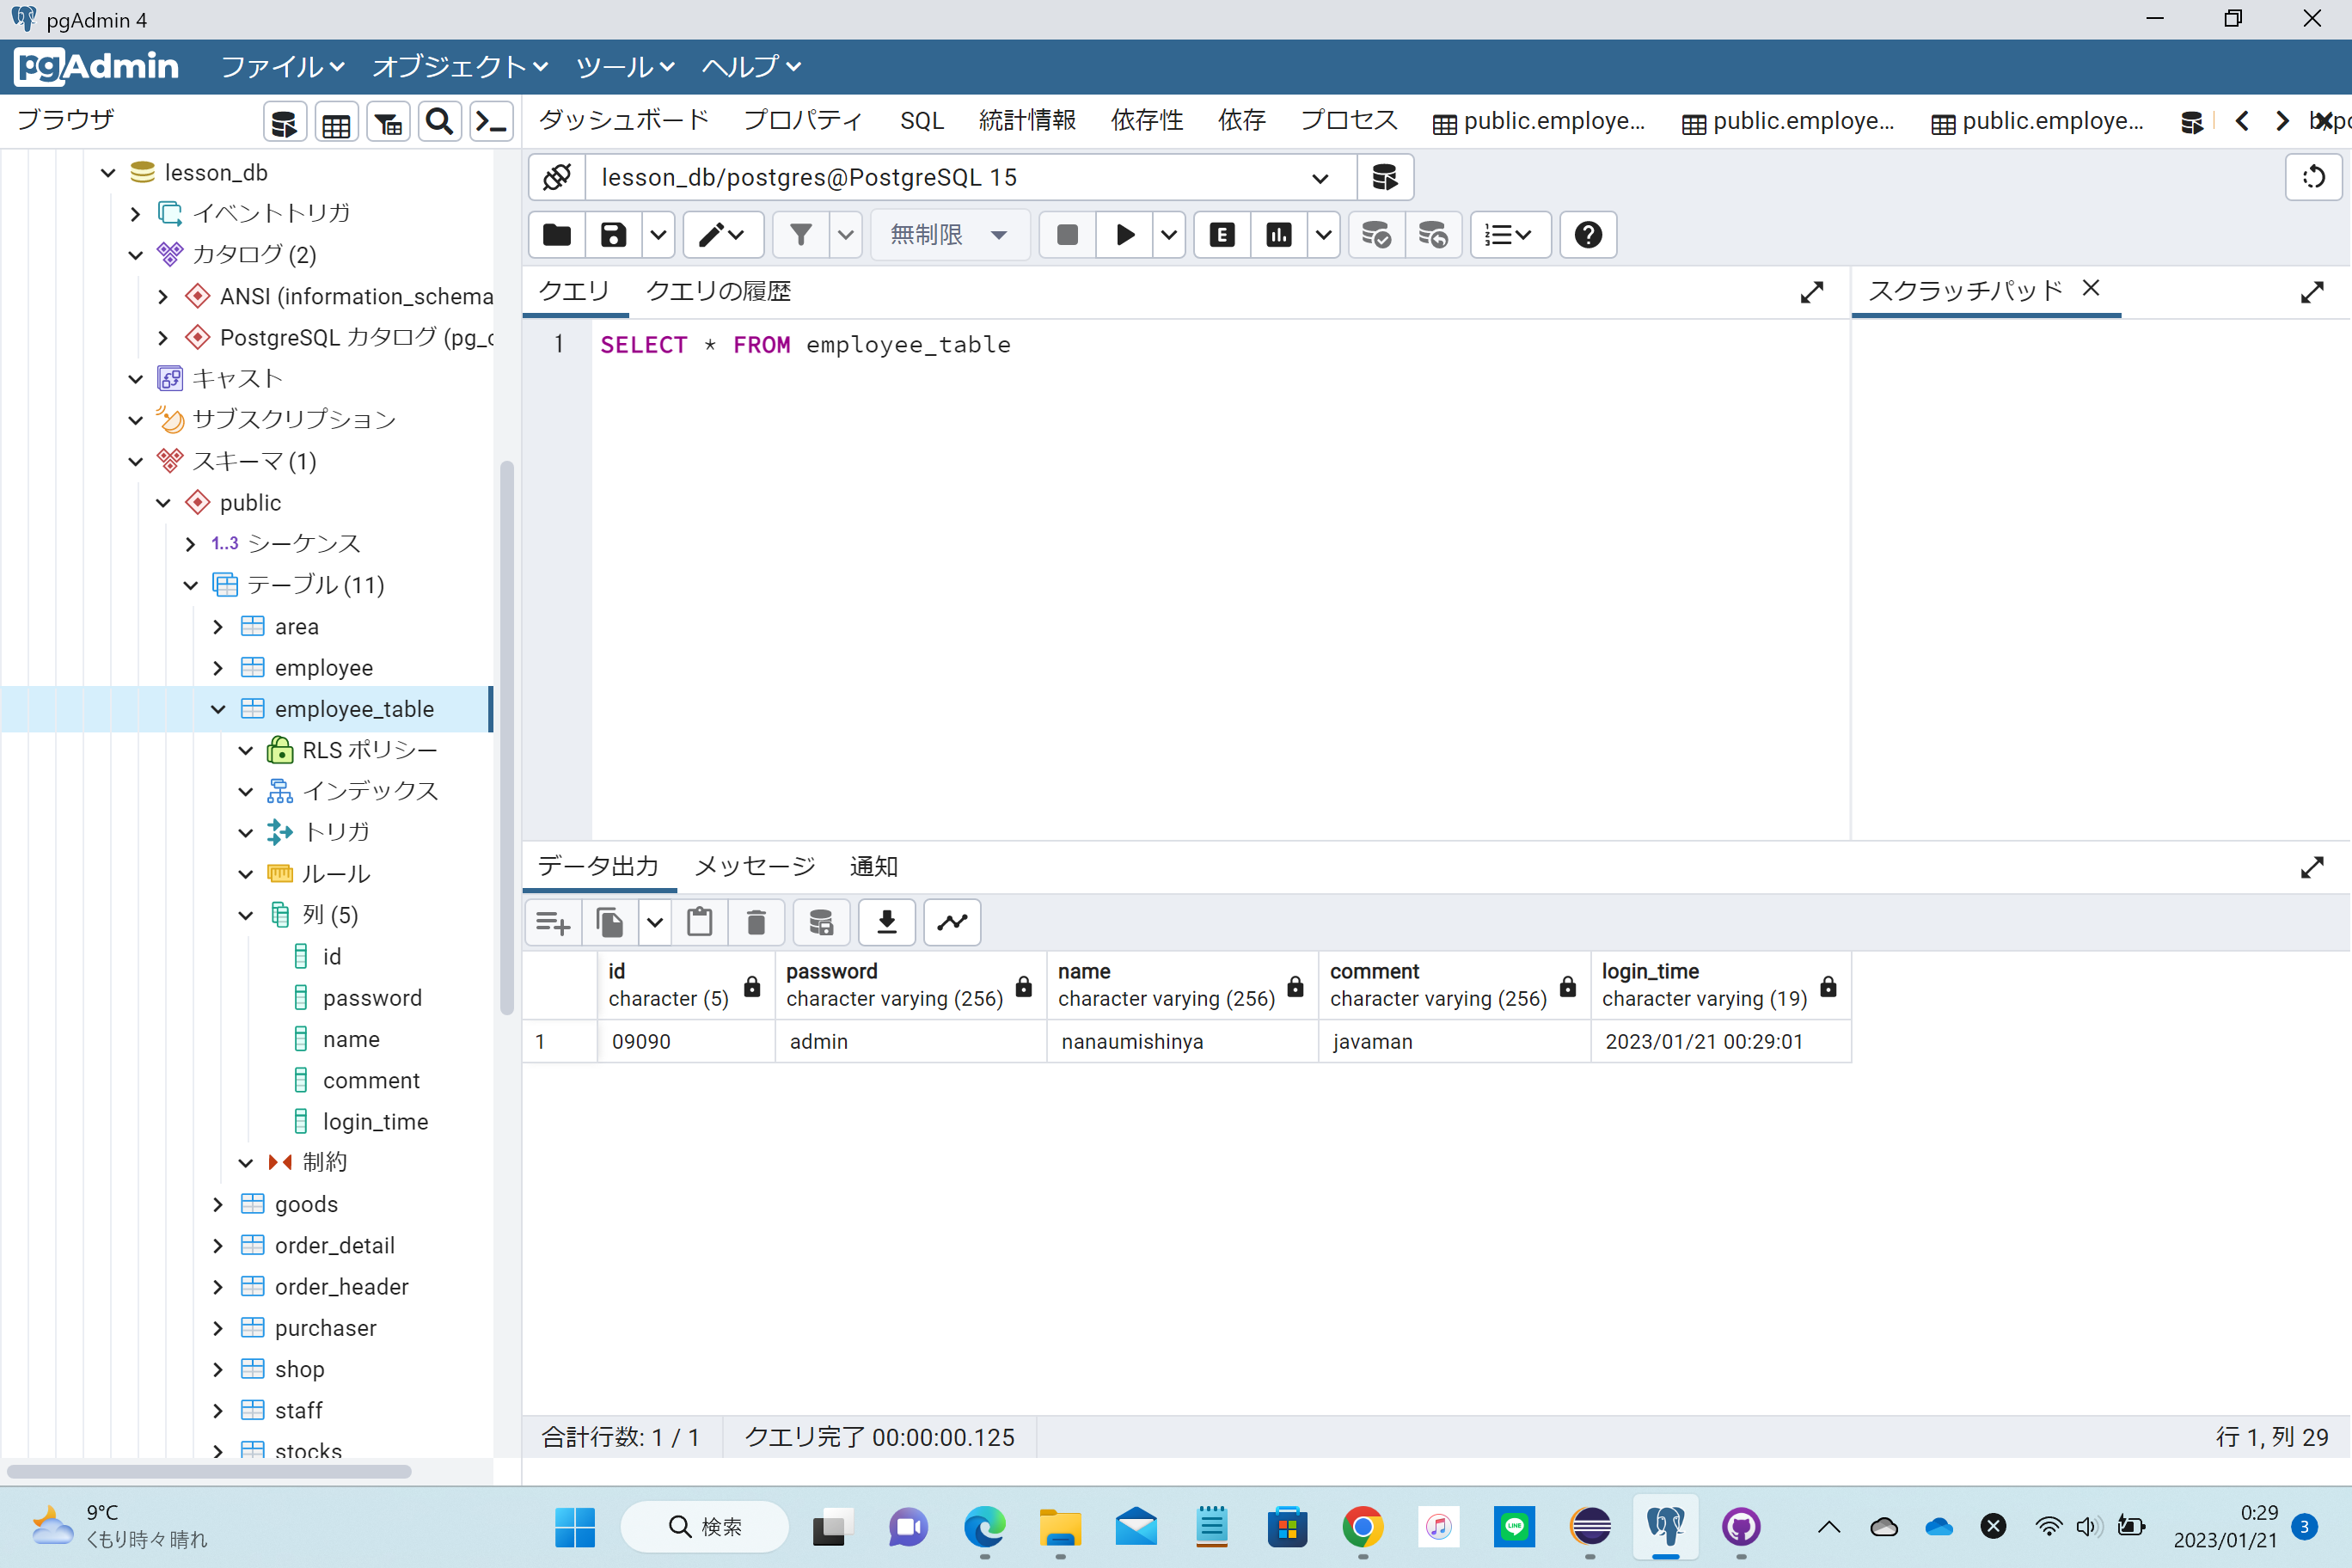 pgAdmin 4
pgAdmin ファイル オブジェクト ツール ヘルプ
ブラウザ
ダッシュボード プロパティ SQL 統計情報 依存性 依存 プロセス public.employe... public.employe... public.employe...
lesson_db
イベントトリガ
カタログ (2)
ANSI (information_schema
PostgreSQL カタログ (pg_c
キャスト
サブスクリプション
スキーマ (1)
public
1..3 シーケンス
テーブル (11)
area
employee
employee_table
RLS ポリシー
インデックス
トリガ
ルール
列 (5)
id
password
name
comment
login_time
制約
goods
order_detail
order_header
purchaser
shop
staff
stocks
lesson_db/postgres@PostgreSQL 15
無制限
E
クエリ クエリの履歴
スクラッチパッド
1 SELECT * FROM employee_table
データ出力 メッセージ 通知
id password name comment login_time
character (5) character varying (256) character varying (256) character varying (256) character varying (19)
1 09090 admin nanaumishinya javaman 2023/01/21 00:29:01
合計行数: 1 / 1 クエリ完了 00:00:00.125 行 1, 列 29
9°C
くもり時々晴れ
検索
LINE
0:29
2023/01/21
3